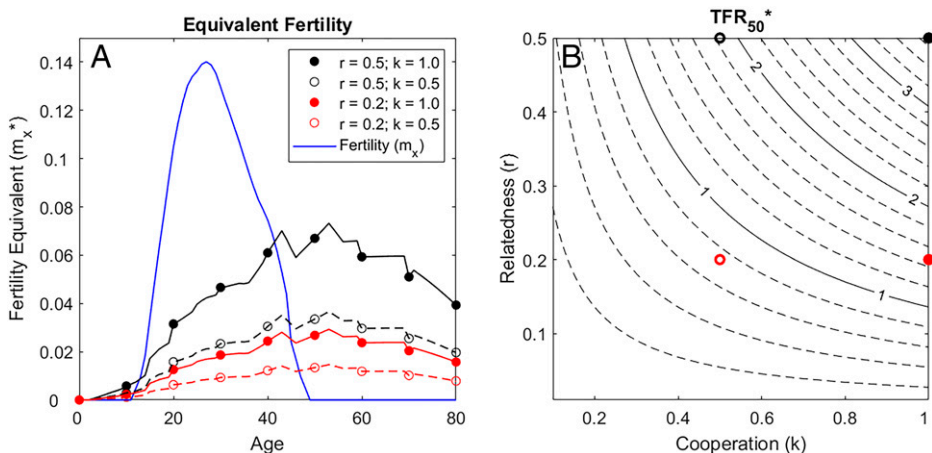 Equivalent Fertility
A
r = 0.5; k = 1.0
r = 0.5; k = 0.5
r = 0.2; k = 1.0
r = 0.2; k = 0.5
Fertility (mx)
Fertility Equivalent (mx*)
0.14
0.12
0.1
0.08
0.06
0.04
0.02
0
0 20 40 60 80
Age
TFR50*
B
Relatedness (r)
0.5
0.4
0.3
0.2
0.1
1
2
3
2
1
0.2 0.4 0.6 0.8 1
Cooperation (k)